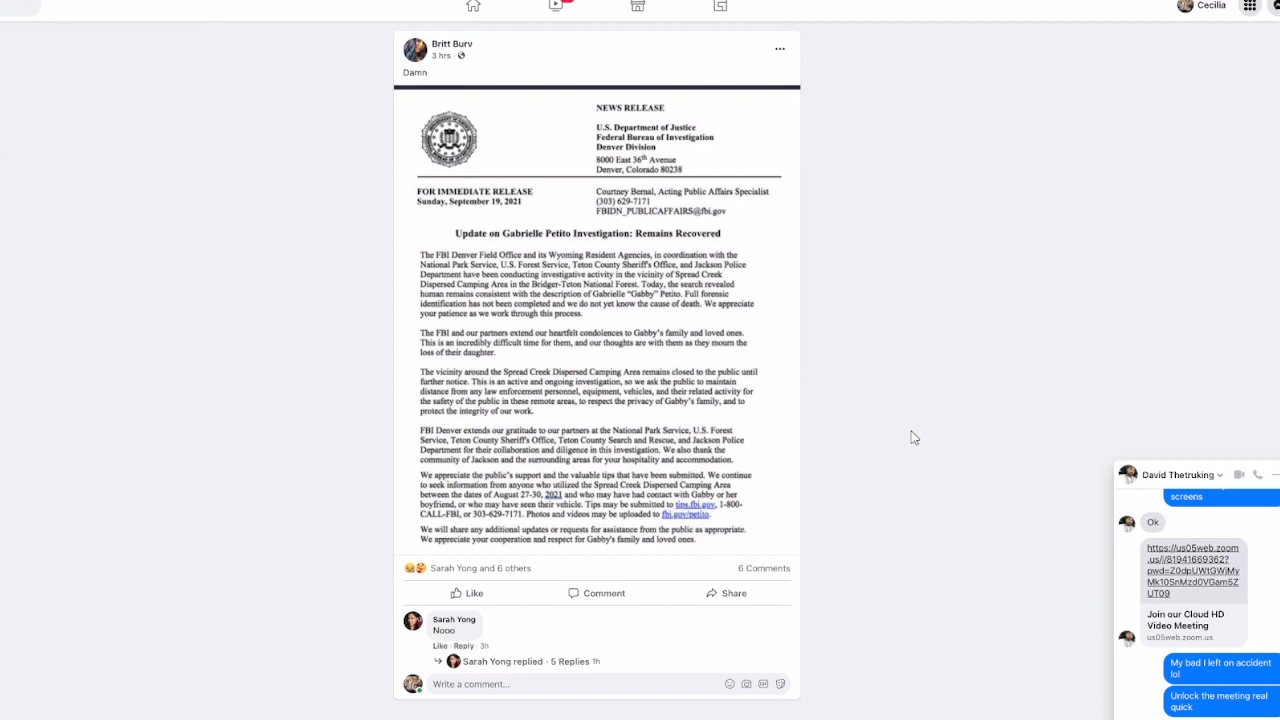 Cecilia
Britt Burv
3 hrs ·
Damn
NEWS RELEASE
U.S. Department of Justice
Federal Bureau of Investigation
Denver Division
8000 East 36th Avenue
Denver, Colorado 80238
FOR IMMEDIATE RELEASE
Sunday, September 19, 2021
Courtney Bernal, Acting Public Affairs Specialist
(303) 629-7171
FBIDN_PUBLICAFFAIRS@fbi.gov
Update on Gabrielle Petito Investigation: Remains Recovered
The FBI Denver Field Office and its Wyoming Resident Agencies, in coordination with the
National Park Service, U.S. Forest Service, Teton County Sheriff's Office, and Jackson Police
Department have been conducting investigative activity in the vicinity of Spread Creek
Dispersed Camping Area in the Bridger-Teton National Forest. Today, the search revealed
human remains consistent with the description of Gabrielle "Gabby" Petito. Full forensic
identification has not been completed and we do not yet know the cause of death. We appreciate
your patience as we work through this process.
The FBI and our partners extend our heartfelt condolences to Gabby's family and loved ones.
This is an incredibly difficult time for them, and our thoughts are with them as they mourn the
loss of their daughter.
The vicinity around the Spread Creek Dispersed Camping Area remains closed to the public until
further notice. This is an active and ongoing investigation, so we ask the public to maintain
distance from any law enforcement personnel, equipment, vehicles, and their related activity for
the safety of the public in these remote areas, to respect the privacy of Gabby's family, and to
protect the integrity of our work.
FBI Denver extends our gratitude to our partners at the National Park Service, U.S. Forest
Service, Teton County Sheriff's Office, Teton County Search and Rescue, and Jackson Police
Department for their collaboration and diligence in this investigation. We also thank the
community of Jackson and the surrounding areas for your hospitality and accommodation.
We appreciate the public's support and the valuable tips that have been submitted. We continue
to seek information from anyone who utilized the Spread Creek Dispersed Camping Area
between the dates of August 27-30, 2021 and who may have had contact with Gabby or her
boyfriend, or who may have seen their vehicle. Tips may be submitted to tips.fbi.gov, 1-800-
CALL-FBI, or 303-629-7171. Photos and videos may be uploaded to fbi.gov/petito.
We will share any additional updates or requests for assistance from the public as appropriate.
We appreciate your cooperation and respect for Gabby's family and loved ones.
Sarah Yong and 6 others
6 Comments
Like
Comment
Share
Sarah Yong
Nooo
Like · Reply · 3h
Sarah Yong replied · 5 Replies 1h
Write a comment...
David Thetruking
screens
Ok
https://us05web.zoom
.us/j/81941669362?
pwd=Z0dpUWtGWjMy
Mk10SnMzd0VGam5Z
UT09
Join our Cloud HD
Video Meeting
us05web.zoom.us
My bad I left on accident
lol
Unlock the meeting real
quick